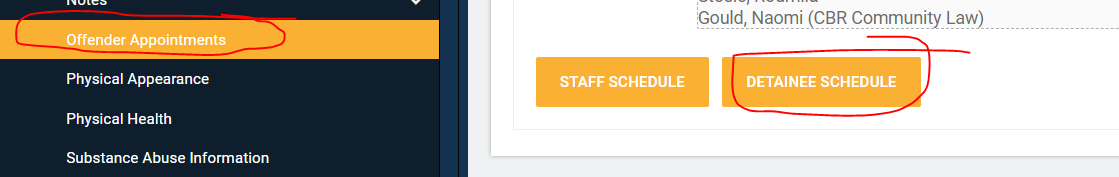 Notes
Offender Appointments
Physical Appearance
Physical Health
Substance Abuse Information
Gould, Naomi (CBR Community Law)
STAFF SCHEDULE
DETAINEE SCHEDULE